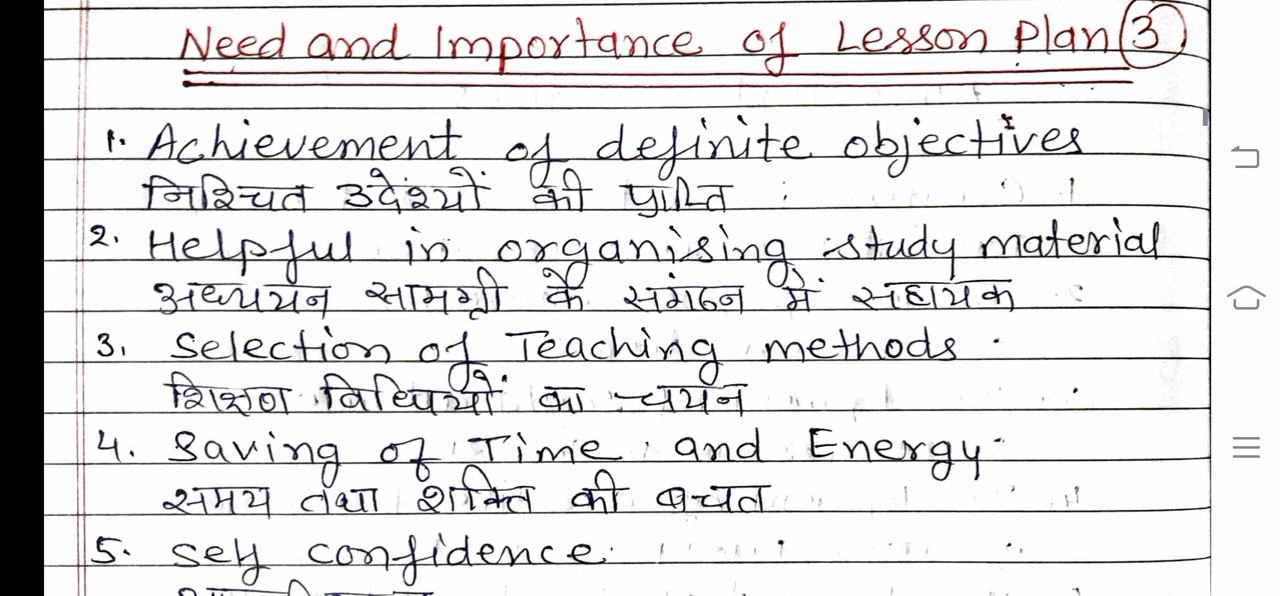 Need and Importance of Lesson Plan 3
1. Achievement of definite objectives
निश्चित उदेश्यों की प्राप्ति
2. Helpful in organising study material
अध्ययन सामग्री के संगठन में सहायक
3. Selection of Teaching methods.
शिक्षण विधियों का चयन
4. Saving of Time and Energy
समय तथा शक्ति की बचत
5. Self confidence